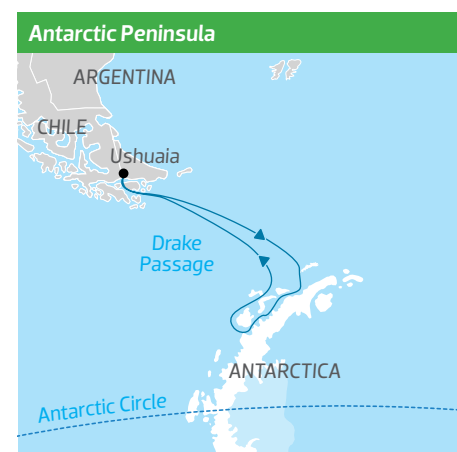 Antarctic Peninsula
ARGENTINA
CHILE
Ushuaia
Drake
Passage
ANTARCTICA
Antarctic Circle